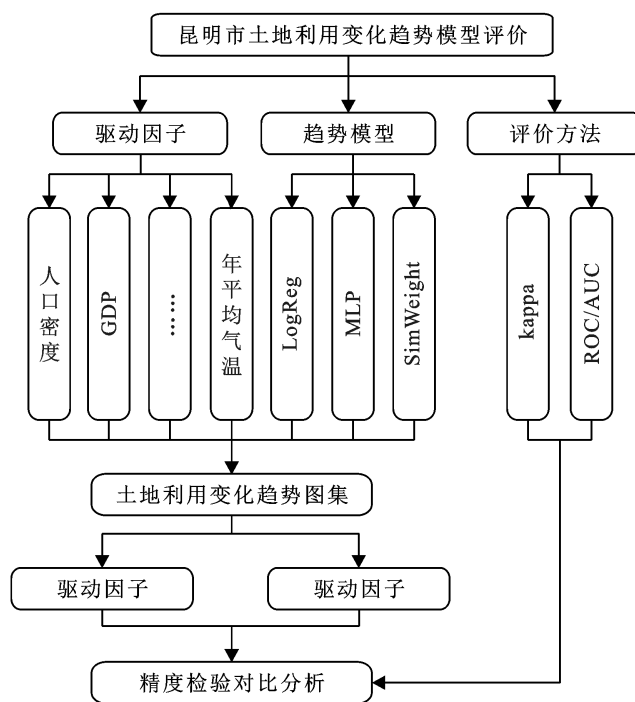 昆明市土地利用变化趋势模型评价
驱动因子
趋势模型
评价方法
人口密度
GDP
……
年平均气温
LogReg
MLP
SimWeight
kappa
ROC/AUC
土地利用变化趋势图集
驱动因子
驱动因子
精度检验对比分析